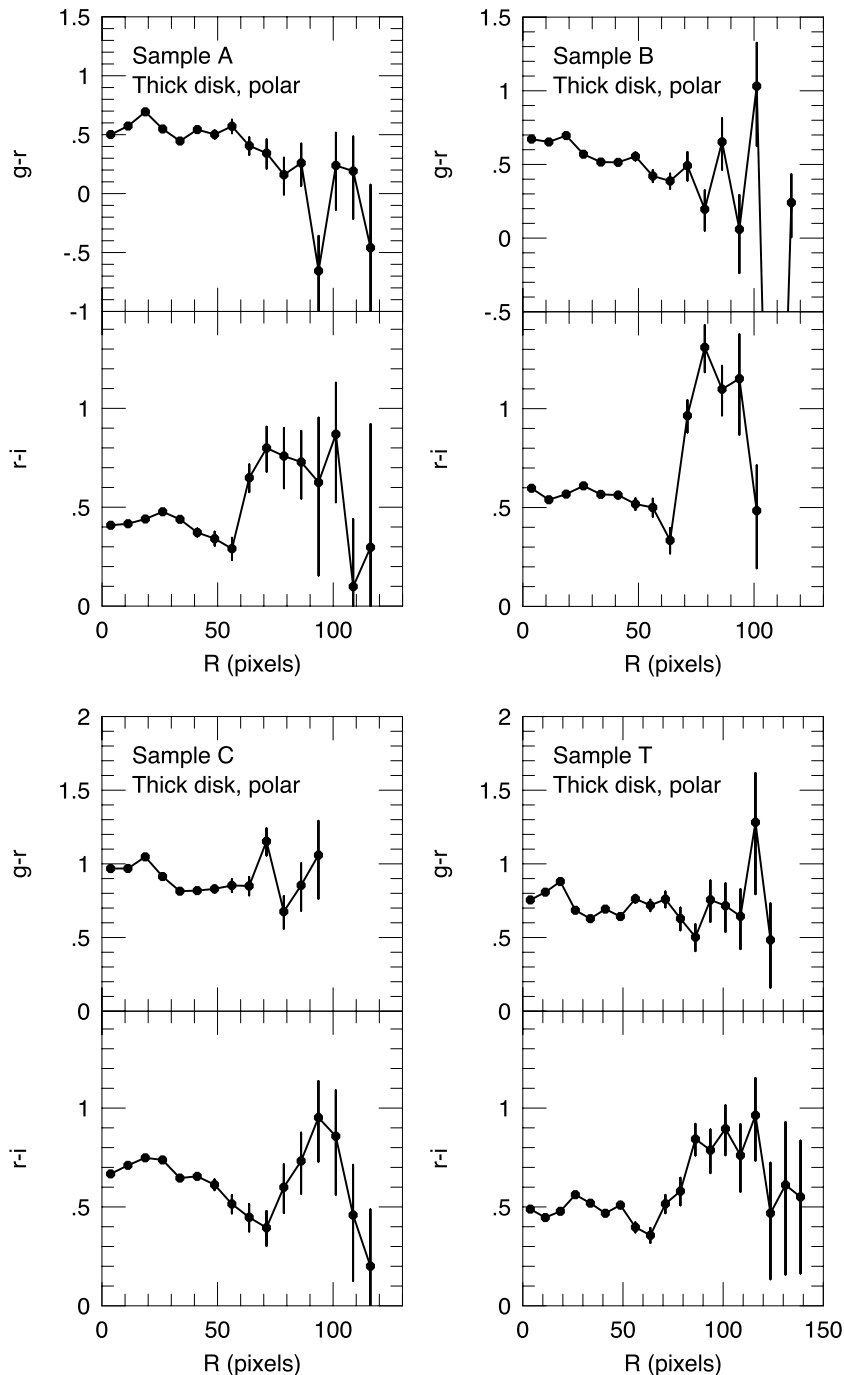 1.5
1
.5
0
-.5
-1
g-r
Sample A
Thick disk, polar
1
.5
0
r-i
0
50
100
R (pixels)
1.5
1
.5
0
-.5
g-r
Sample B
Thick disk, polar
1
.5
0
r-i
0
50
100
R (pixels)
2
1.5
1
.5
0
g-r
Sample C
Thick disk, polar
1
.5
0
r-i
0
50
100
R (pixels)
2
1.5
1
.5
0
g-r
Sample T
Thick disk, polar
1
.5
0
r-i
0
50
100
150
R (pixels)